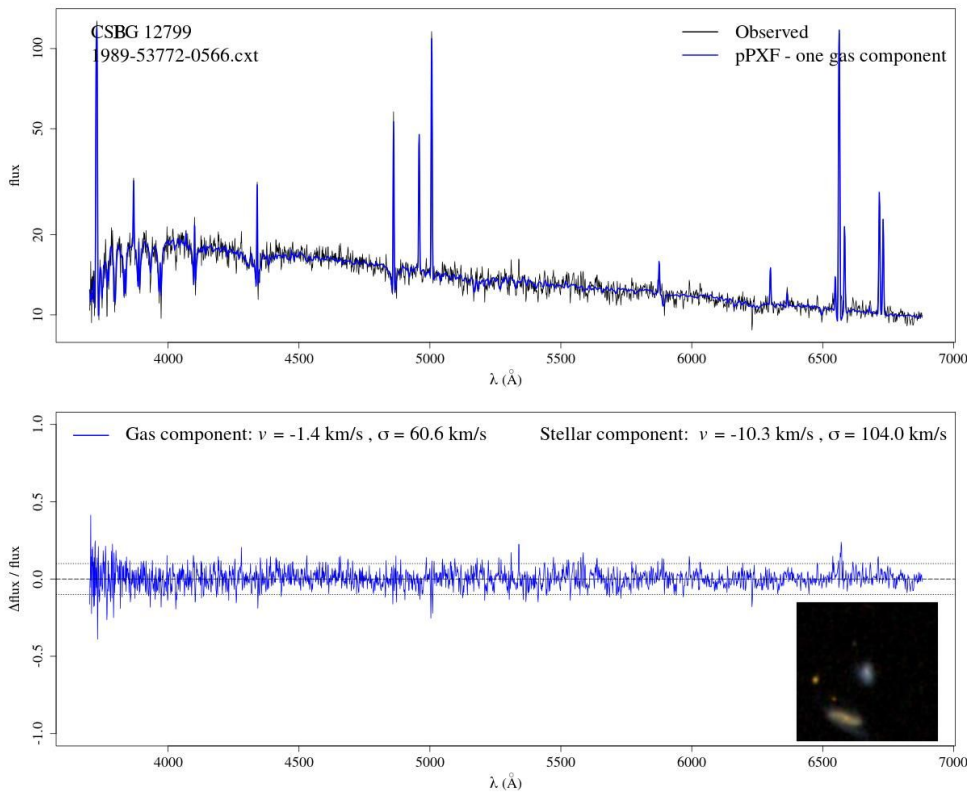 12799
1989-53772-0566.cxt
Observed
pPXF - one gas component
100
50
20
10
flux
4000 4500 5000 5500 6000 6500 7000
λ (Å)
Gas component: v = -1.4 km/s , σ = 60.6 km/s
Stellar component: v = -10.3 km/s , σ = 104.0 km/s
1.0
0.5
0.0
-0.5
-1.0
Δflux / flux
4000 4500 5000 5500 6000 6500 7000
λ (Å)